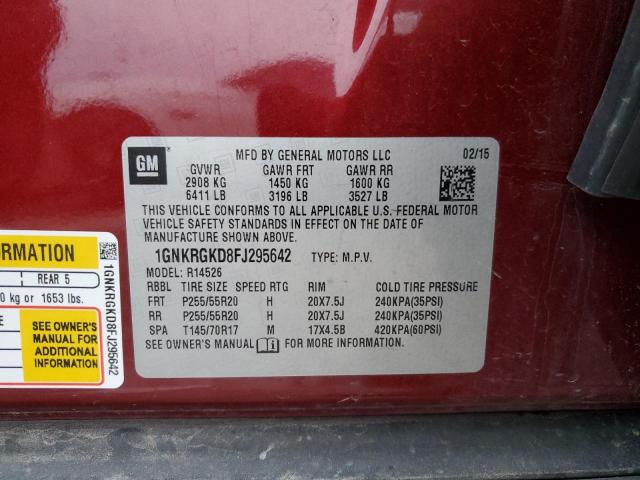 GM
MFD BY GENERAL MOTORS LLC 02/15
GVWR GAWR FRT GAWR RR
2908 KG 1450 KG 1600 KG
6411 LB 3196 LB 3527 LB
THIS VEHICLE CONFORMS TO ALL APPLICABLE U.S. FEDERAL MOTOR
VEHICLE SAFETY STANDARDS IN EFFECT ON THE DATE OF
MANUFACTURE SHOWN ABOVE.
1GNKRGKD8FJ295642 TYPE: M.P.V.
MODEL: R14526
RBBL TIRE SIZE SPEED RTG RIM COLD TIRE PRESSURE
FRT P255/55R20 H 20X7.5J 240KPA(35PSI)
RR P255/55R20 H 20X7.5J 240KPA(35PSI)
SPA T145/70R17 M 17X4.5B 420KPA(60PSI)
SEE OWNER'S MANUAL FOR MORE INFORMATION.
REAR 5
kg or 1653 lbs.
SEE OWNER'S
MANUAL FOR
ADDITIONAL
INFORMATION
1GNKRGKD8FJ295642